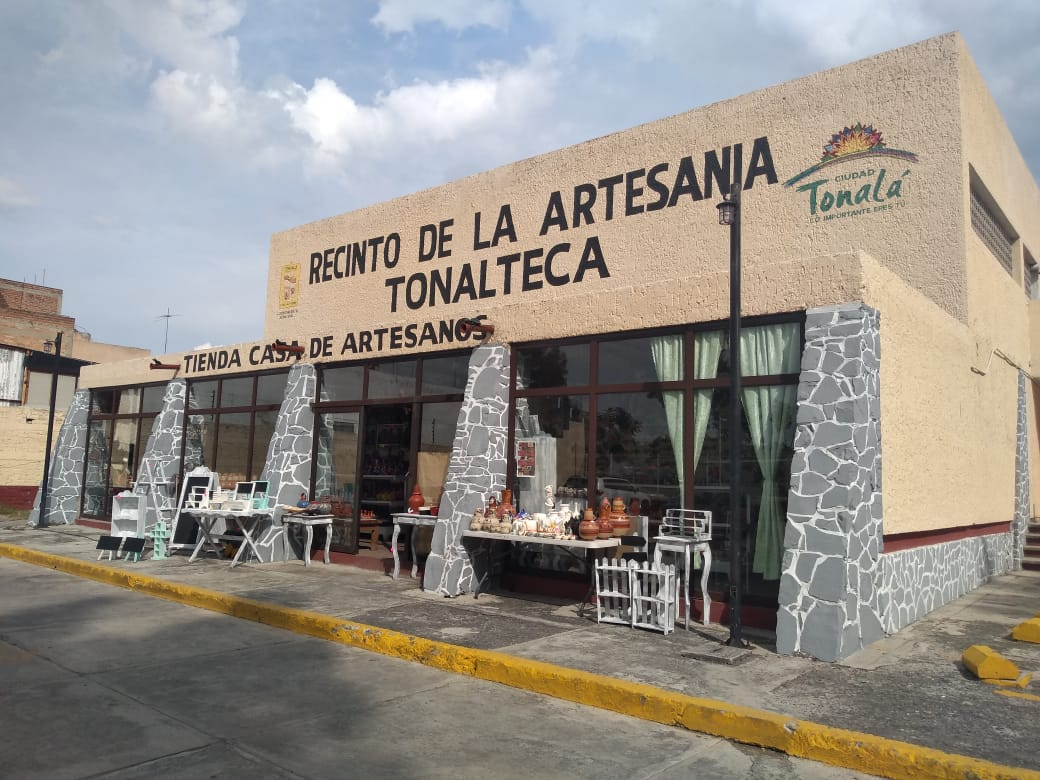 RECINTO DE LA ARTESANIA
TONALTECA
TIENDA CASA DE ARTESANOS
CIUDAD
Tonalá
LO IMPORTANTE ERES TÚ